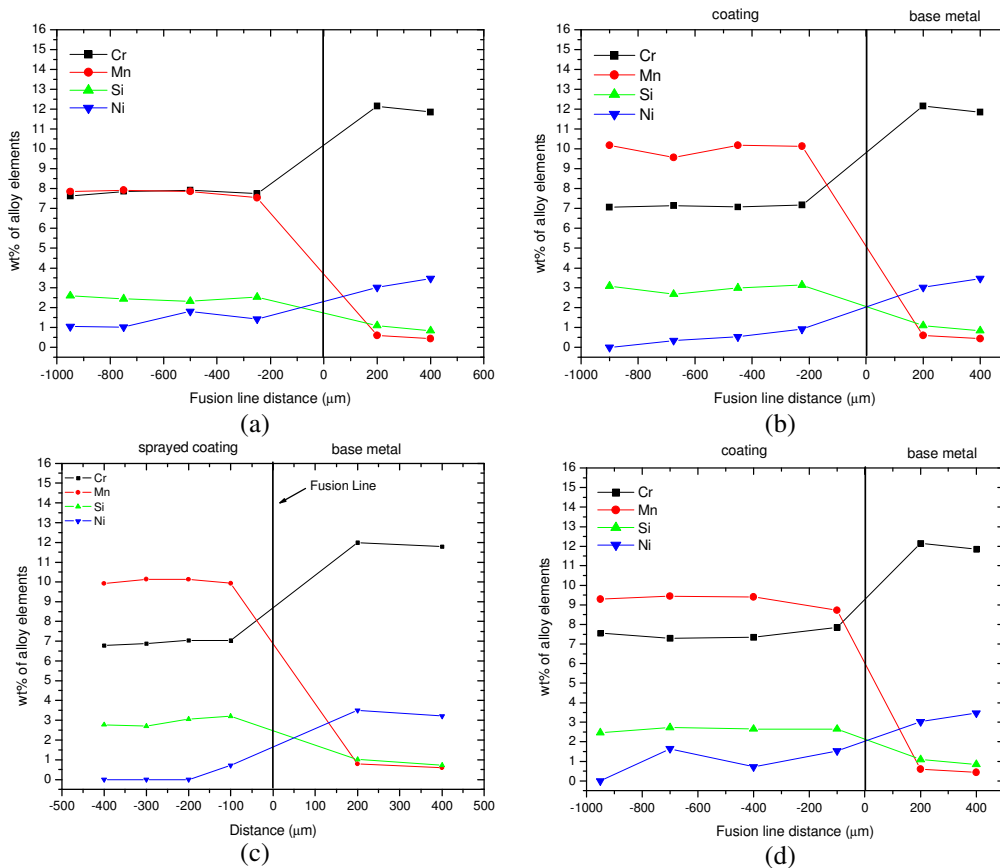 16
15
14
13
12
11
10
9
8
7
6
5
4
3
2
1
0
wt% of alloy elements
Cr
Mn
Si
Ni
-1000 -800 -600 -400 -200 0 200 400 600
Fusion line distance (μm)
(a)
coating base metal
16
15
14
13
12
11
10
9
8
7
6
5
4
3
2
1
0
wt% of alloy elements
Cr
Mn
Si
Ni
-1000 -800 -600 -400 -200 0 200 400
Fusion line distance (μm)
(b)
sprayed coating base metal
16
15
14
13
12
11
10
9
8
7
6
5
4
3
2
1
0
wt% of alloy elements
Cr
Mn
Si
Ni
Fusion Line
-500 -400 -300 -200 -100 0 100 200 300 400 500
Distance (μm)
(c)
coating base metal
16
15
14
13
12
11
10
9
8
7
6
5
4
3
2
1
0
wt% of alloy elements
Cr
Mn
Si
Ni
-1000 -800 -600 -400 -200 0 200 400
Fusion line distance (μm)
(d)